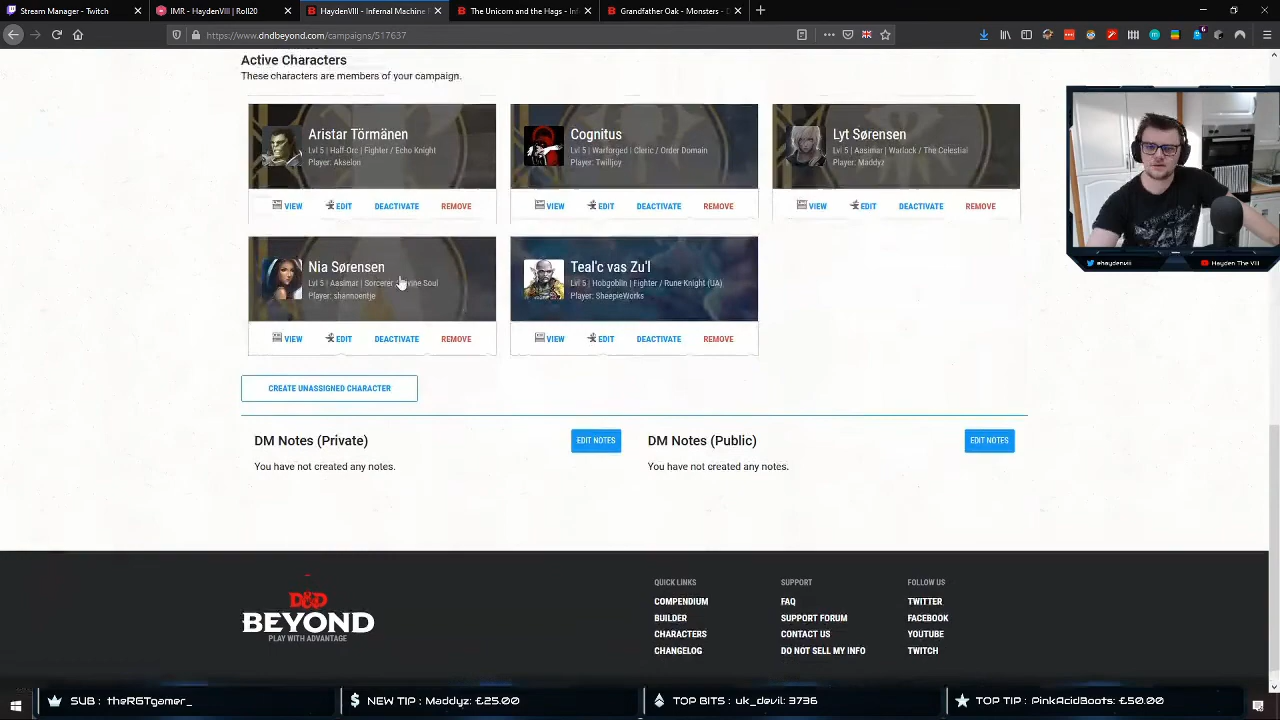 Stream Manager - Twitch
IMR - HaydenVIII | Roll20
HaydenVIII - Infernal Machine
The Unicorn and the Hags - Inf
Grandfather Oak - Monsters - D
https://www.dndbeyond.com/campaigns/517637
6
Active Characters
These characters are members of your campaign.
Aristar Törmänen
Lvl 5 | Half-Orc | Fighter / Echo Knight
Player: Akselon
VIEW EDIT DEACTIVATE REMOVE
Cognitus
Lvl 5 | Warforged | Cleric / Order Domain
Player: Twilljoy
VIEW EDIT DEACTIVATE REMOVE
Lyt Sørensen
Lvl 5 | Aasimar | Warlock / The Celestial
Player: Maddyz
VIEW EDIT DEACTIVATE REMOVE
Nia Sørensen
Lvl 5 | Aasimar | Sorcerer Soul
Player: shannoentje
VIEW EDIT DEACTIVATE REMOVE
Teal'c vas Zu'l
Lvl 5 | Hobgoblin | Fighter / Rune Knight (UA)
Player: SheepieWorks
VIEW EDIT DEACTIVATE REMOVE
CREATE UNASSIGNED CHARACTER
DM Notes (Private)
EDIT NOTES
You have not created any notes.
DM Notes (Public)
EDIT NOTES
You have not created any notes.
D&D
BEYOND
PLAY WITH ADVANTAGE
QUICK LINKS
COMPENDIUM
BUILDER
CHARACTERS
CHANGELOG
SUPPORT
FAQ
SUPPORT FORUM
CONTACT US
DO NOT SELL MY INFO
FOLLOW US
TWITTER
FACEBOOK
YOUTUBE
TWITCH
@haydenviii
Hayden The VIII
SUB : theRGTgamer_
NEW TIP : Maddyz: £25.00
TOP BITS : uk_devil: 3736
TOP TIP : PinkAcidBoots: £50.00